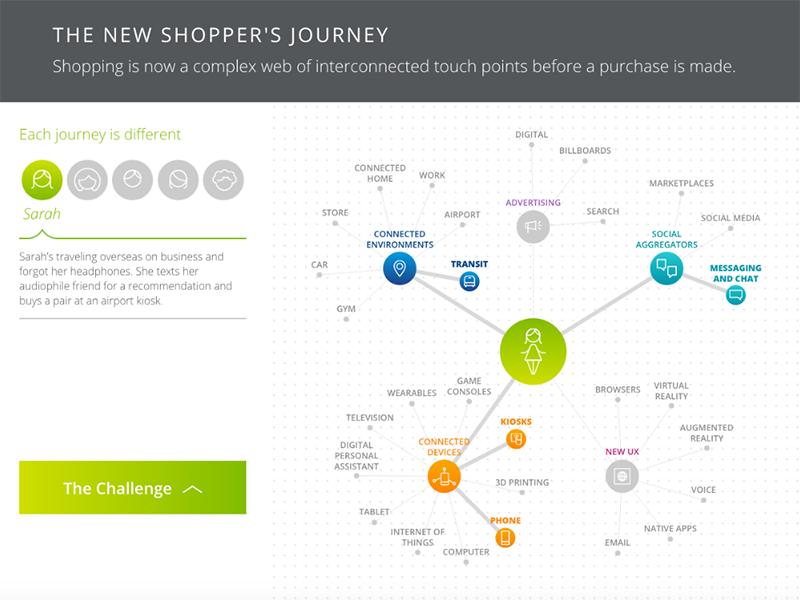 THE NEW SHOPPER'S JOURNEY
Shopping is now a complex web of interconnected touch points before a purchase is made.
Each journey is different
Sarah
Sarah's traveling overseas on business and
forgot her headphones. She texts her
audiophile friend for a recommendation and
buys a pair at an airport kiosk.
The Challenge
DIGITAL
BILLBOARDS
ADVERTISING
SEARCH
CONNECTED
HOME
WORK
STORE
AIRPORT
CONNECTED
ENVIRONMENTS
TRANSIT
CAR
GYM
MARKETPLACES
SOCIAL MEDIA
SOCIAL
AGGREGATORS
MESSAGING
AND CHAT
GAME
CONSOLES
WEARABLES
TELEVISION
KIOSKS
CONNECTED
DEVICES
DIGITAL
PERSONAL
ASSISTANT
3D PRINTING
TABLET
PHONE
INTERNET OF
THINGS
COMPUTER
BROWSERS
VIRTUAL
REALITY
AUGMENTED
REALITY
NEW UX
VOICE
NATIVE APPS
EMAIL